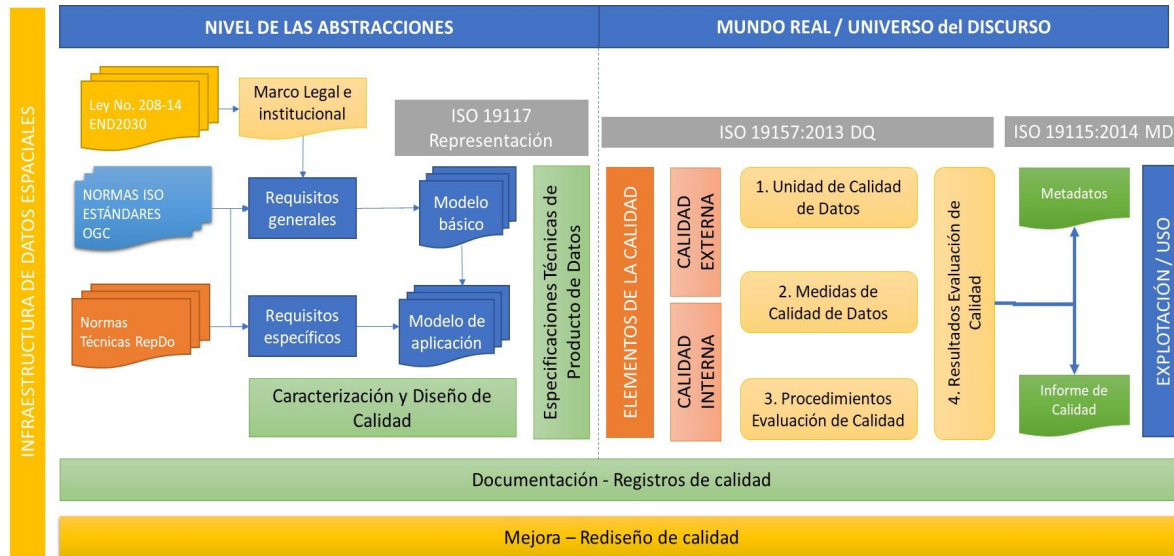 INFRAESTRUCTURA DE DATOS ESPACIALES
NIVEL DE LAS ABSTRACCIONES
MUNDO REAL / UNIVERSO del DISCURSO
Ley No. 208-14
END2030
Marco Legal e
institucional
ISO 19117
Representación
NORMAS ISO
ESTÁNDARES
OGC
Requisitos
generales
Modelo
básico
Normas
Técnicas RepDo
Requisitos
específicos
Modelo de
aplicación
Caracterización y Diseño de
Calidad
Especificaciones Técnicas de
Producto de Datos
ISO 19157:2013 DQ
ISO 19115:2014 MD
ELEMENTOS DE LA CALIDAD
CALIDAD
EXTERNA
CALIDAD
INTERNA
1. Unidad de Calidad
de Datos
2. Medidas de
Calidad de Datos
3. Procedimientos
Evaluación de Calidad
4. Resultados Evaluación de
Calidad
Metadatos
Informe de
Calidad
EXPLOTACIÓN / USO
Documentación - Registros de calidad
Mejora – Rediseño de calidad